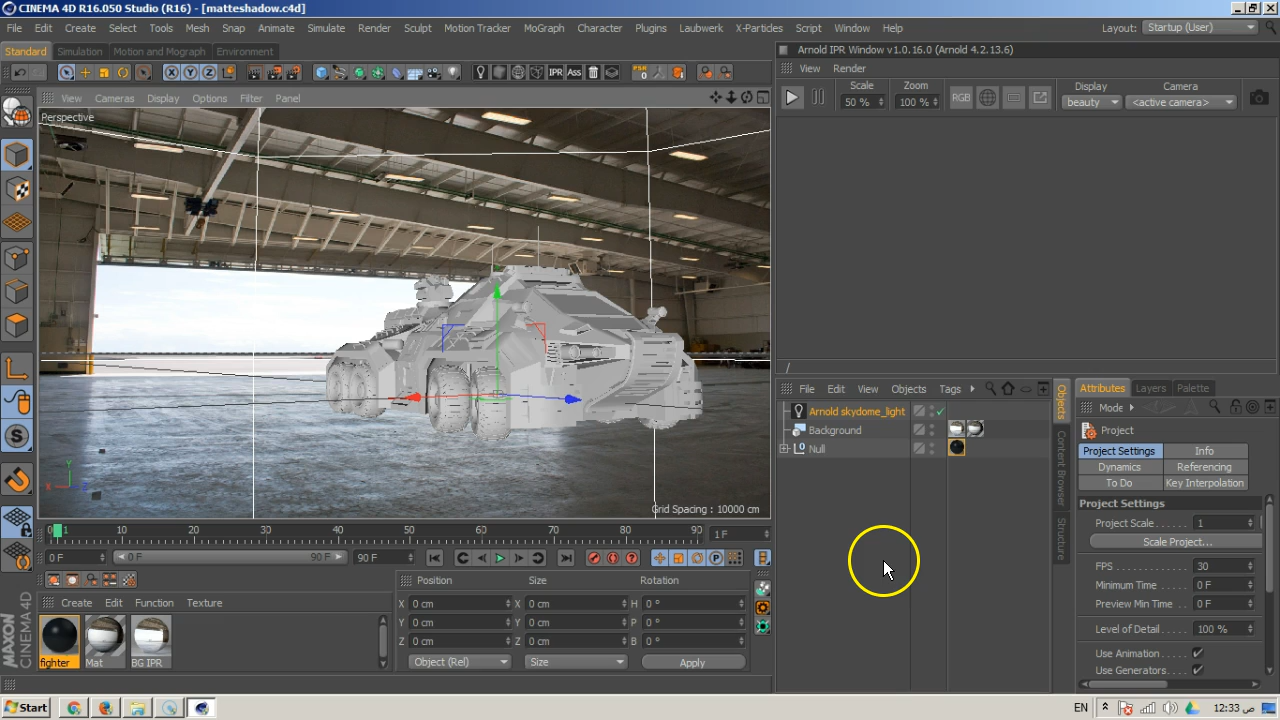 CINEMA 4D R16.050 Studio (R16) - [matteshadow.c4d]
File Edit Create Select Tools Mesh Snap Animate Simulate Render Sculpt Motion Tracker MoGraph Character Plugins Laubwerk X-Particles Script Window Help
Layout: Startup (User)
Standard Simulation Motion and Mograph Environment
Arnold IPR Window v1.0.16.0 (Arnold 4.2.13.6)
View Render
X Y Z IPR Ass PSR 0
Scale Zoom Display Camera
50 % 100 % RGB beauty <active camera>
View Cameras Display Options Filter Panel
Perspective
Grid Spacing : 10000 cm
/
File Edit View Objects Tags
Arnold skydome_light
Background
Null
Objects
Content Browser
Structure
Attributes Layers Palette
Mode
Project
Project Settings Info
Dynamics Referencing
To Do Key Interpolation
Project Settings
Project Scale 1
Scale Project...
FPS 30
Minimum Time 0 F
Preview Min Time 0 F
Level of Detail 100 %
Use Animation
Use Generators
0 1 10 20 30 40 50 60 70 80 90 1 F
0 F 0 F 90 F 90 F
Create Edit Function Texture
fighter Mat BG IPR
Position Size Rotation
X 0 cm X 0 cm H 0 °
Y 0 cm Y 0 cm P 0 °
Z 0 cm Z 0 cm B 0 °
Object (Rel) Size Apply
MAXON CINEMA 4D
Start EN 12:33 ص